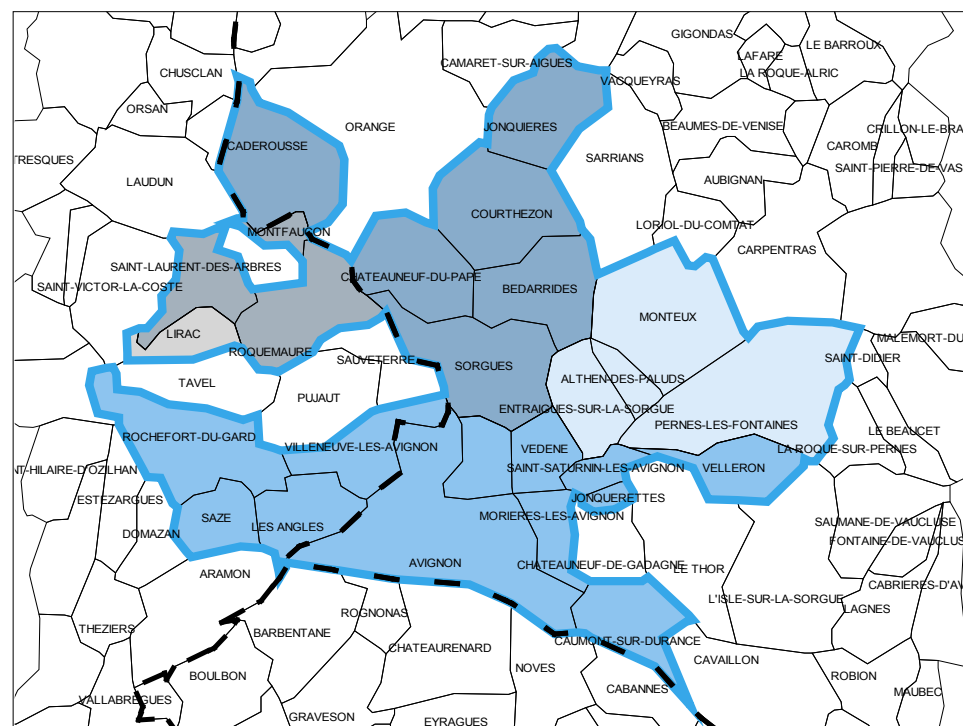 GIGONDAS
LE BARROUX
LAFARE
CAMARET-SUR-AIGUES
CHUSCLAN
LA ROQUE-ALRIC
VACQUEYRAS
ORSAN
ORANGE
JONQUIERES
BEAUMES-DE-VENISE
CRILLON-LE-BRA
CADEROUSSE
CAROMB
TRESQUES
SARRIANS
SAINT-PIERRE-DE-VAS
LAUDUN
AUBIGNAN
COURTHEZON
LORIOL-DU-COMTAT
MONTFAUCON
CARPENTRAS
SAINT-LAURENT-DES-ARBRES
CHATEAUNEUF-DU-PAPE
SAINT-VICTOR-LA-COSTE
BEDARRIDES
MONTEUX
LIRAC
MALEMORT-DU
ROQUEMAURE
SAUVETERRE
SAINT-DIDIER
SORGUES
TAVEL
ALTHEN-DES-PALUDS
PUJAUT
ENTRAIGUES-SUR-LA-SORGUE
PERNES-LES-FONTAINES
LE BEAUCET
ROCHEFORT-DU-GARD
VILLENEUVE-LES-AVIGNON
VEDENE
LA ROQUE-SUR-PERNES
NT-HILAIRE-D'OZILHAN
SAINT-SATURNIN-LES-AVIGNON
VELLERON
ESTEZARGUES
JONQUERETTES
SAZE
LES ANGLES
MORIERES-LES-AVIGNON
SAUMANE-DE-VAUCLUSE
DOMAZAN
FONTAINE-DE-VAUCLUS
AVIGNON
CHATEAUNEUF-DE-GADAGNE
LE THOR
ARAMON
CABRIERES-D'AV
L'ISLE-SUR-LA-SORGUE
LAGNES
ROGNONAS
THEZIERS
BARBENTANE
CAUMONT-SUR-DURANCE
CHATEAURENARD
CAVAILLON
NOVES
BOULBON
ROBION
CABANNES
MAUBEC
VALLABREGUES
GRAVESON
EYRAGUES